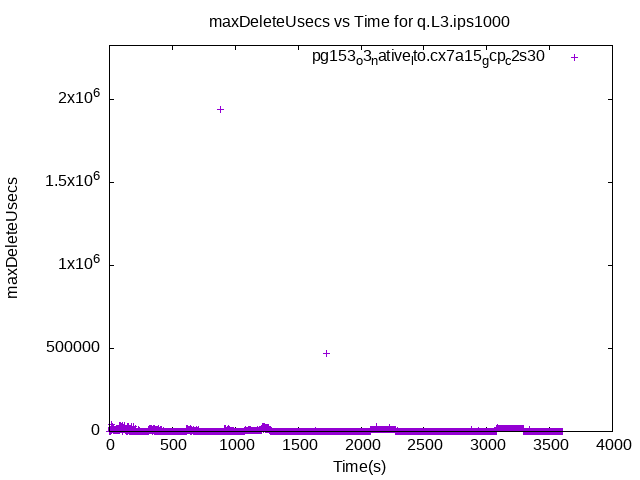 maxDeleteUsecs vs Time for q.L3.ips1000
pg153_o3_native_lto.cx7a15_gcp_c2s30
2x10^6
1.5x10^6
1x10^6
500000
0
maxDeleteUsecs
0 500 1000 1500 2000 2500 3000 3500 4000
Time(s)